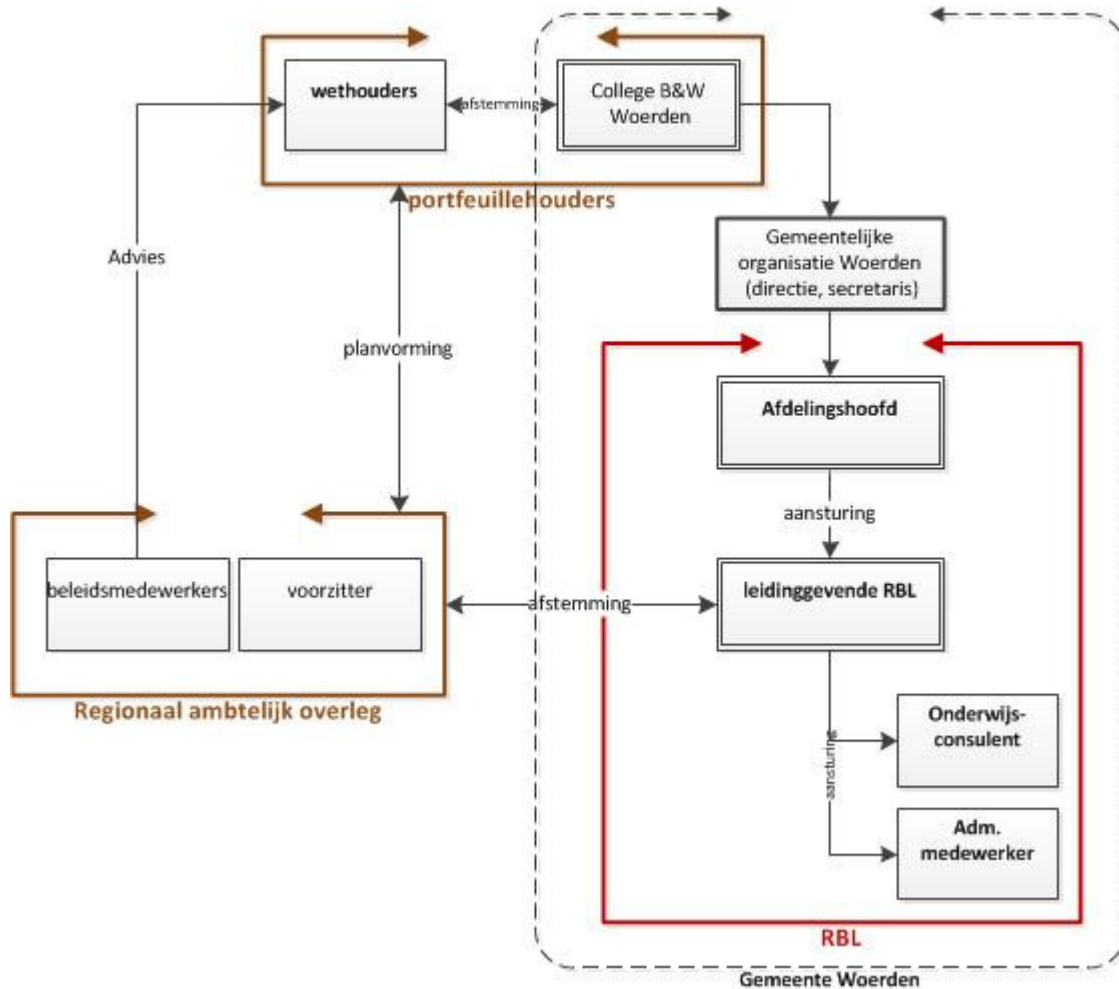 wethouders
afstemming
College B&W
Woerden
portfeuillehouders
Advies
Gemeentelijke
organisatie Woerden
(directie, secretaris)
planvorming
Afdelingshoofd
aansturing
beleidsmedewerkers
voorzitter
afstemming
leidinggevende RBL
Regionaal ambtelijk overleg
Onderwijs-
consulent
aansturing
Adm.
medewerker
RBL
Gemeente Woerden